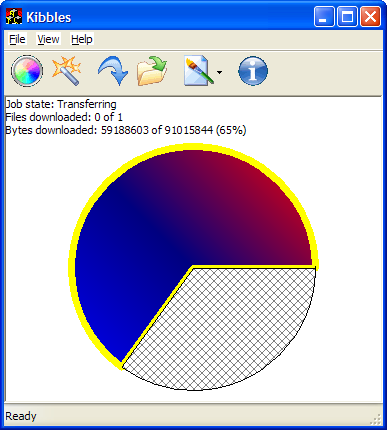 Kibbles
File View Help
Job state: Transferring
Files downloaded: 0 of 1
Bytes downloaded: 59188603 of 91015844 (65%)
Ready